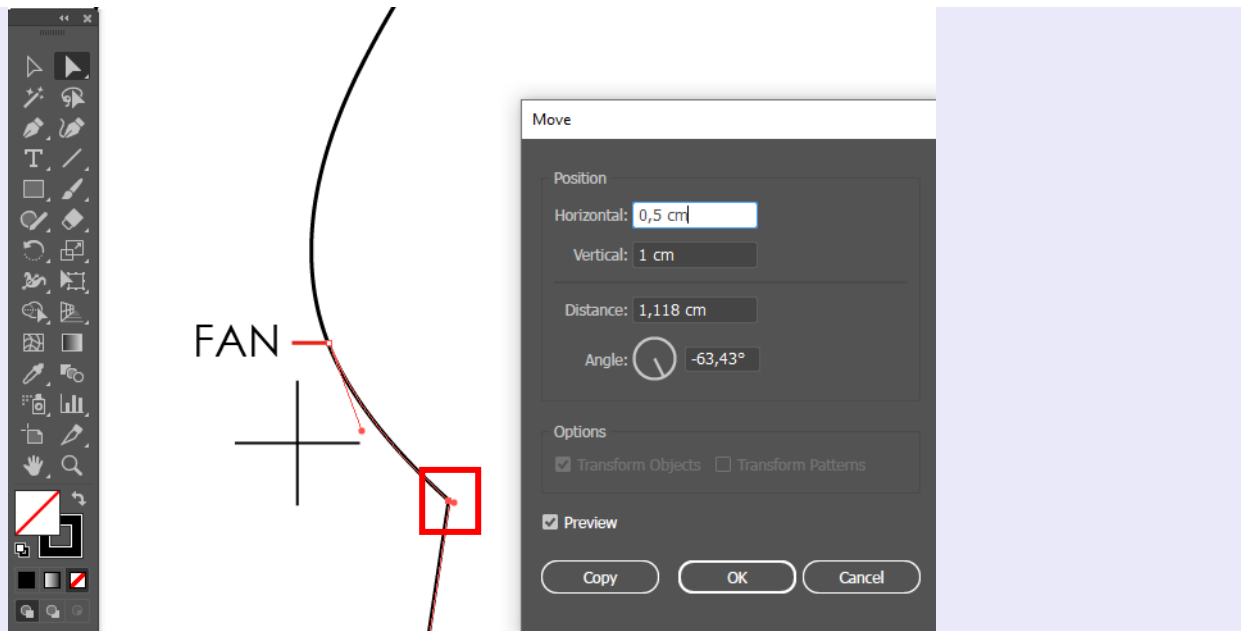 Move
Position
Horizontal: 0,5 cm
Vertical: 1 cm
Distance: 1,118 cm
Angle: -63,43°
FAN
Options
Transform Objects Transform Patterns
Preview
Copy OK Cancel